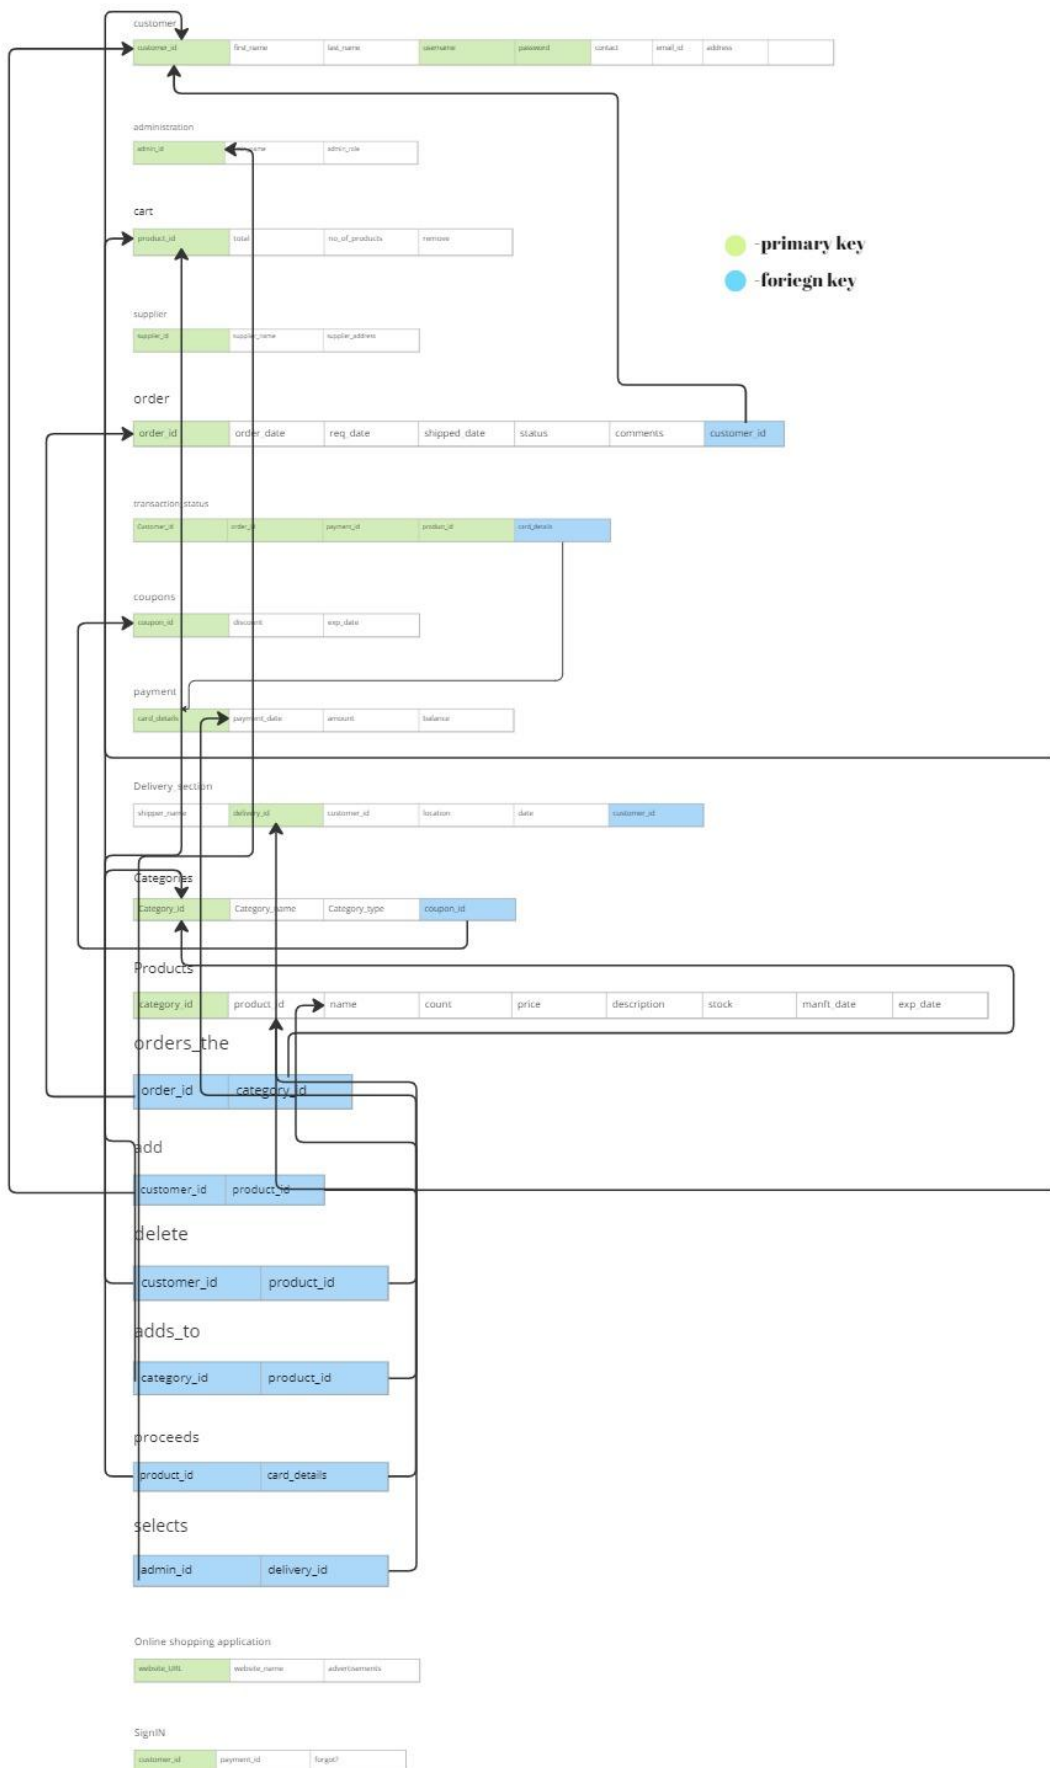 customer
customer_id first_name last_name username password contact email_id address
administration
admin_id admin_role
cart
product_id total no_of_products remove
-primary key
-foriegn key
supplier
supplier_id supplier_name supplier_address
order
order_id order_date req_date shipped_date status comments customer_id
transaction_status
Customer_id order_id payment_id product_id card_details
coupons
coupon_id discount exp_date
payment
card_details payment_date amount balance
Delivery_section
shipper_name delivery_id customer_id location date customer_id
Categories
Category_id Category_name Category_type coupon_id
Products
category_id product_id name count price description stock manft_date exp_date
orders_the
order_id category_id
add
customer_id product_id
delete
customer_id product_id
adds_to
category_id product_id
proceeds
product_id card_details
selects
admin_id delivery_id
Online shopping application
website_URL website_name advertisements
SignIN
customer_id payment_id forgot?